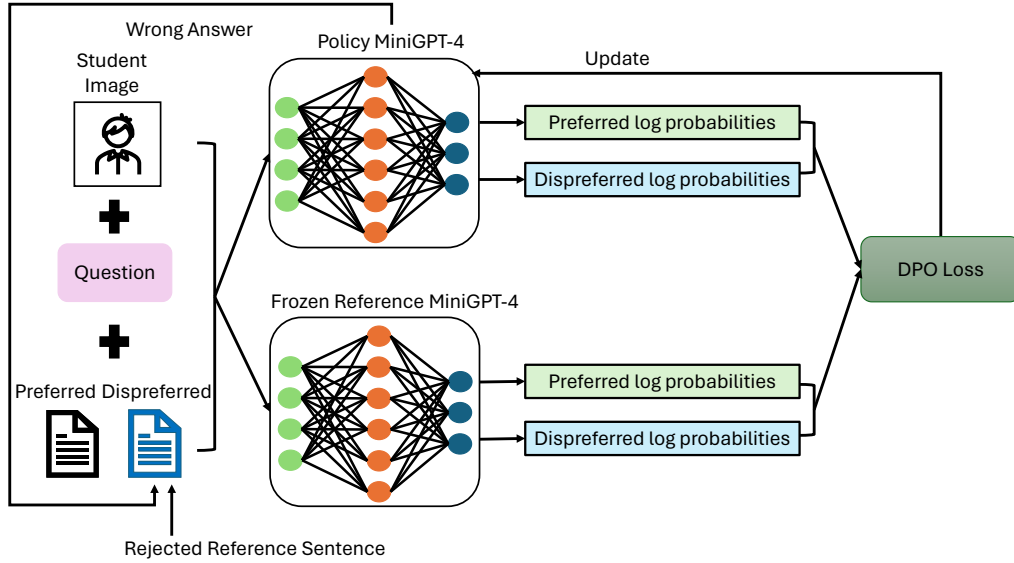 Wrong Answer
Student
Image
Question
Preferred Dispreferred
Rejected Reference Sentence
Policy MiniGPT-4
Update
Preferred log probabilities
Dispreferred log probabilities
Frozen Reference MiniGPT-4
Preferred log probabilities
Dispreferred log probabilities
DPO Loss